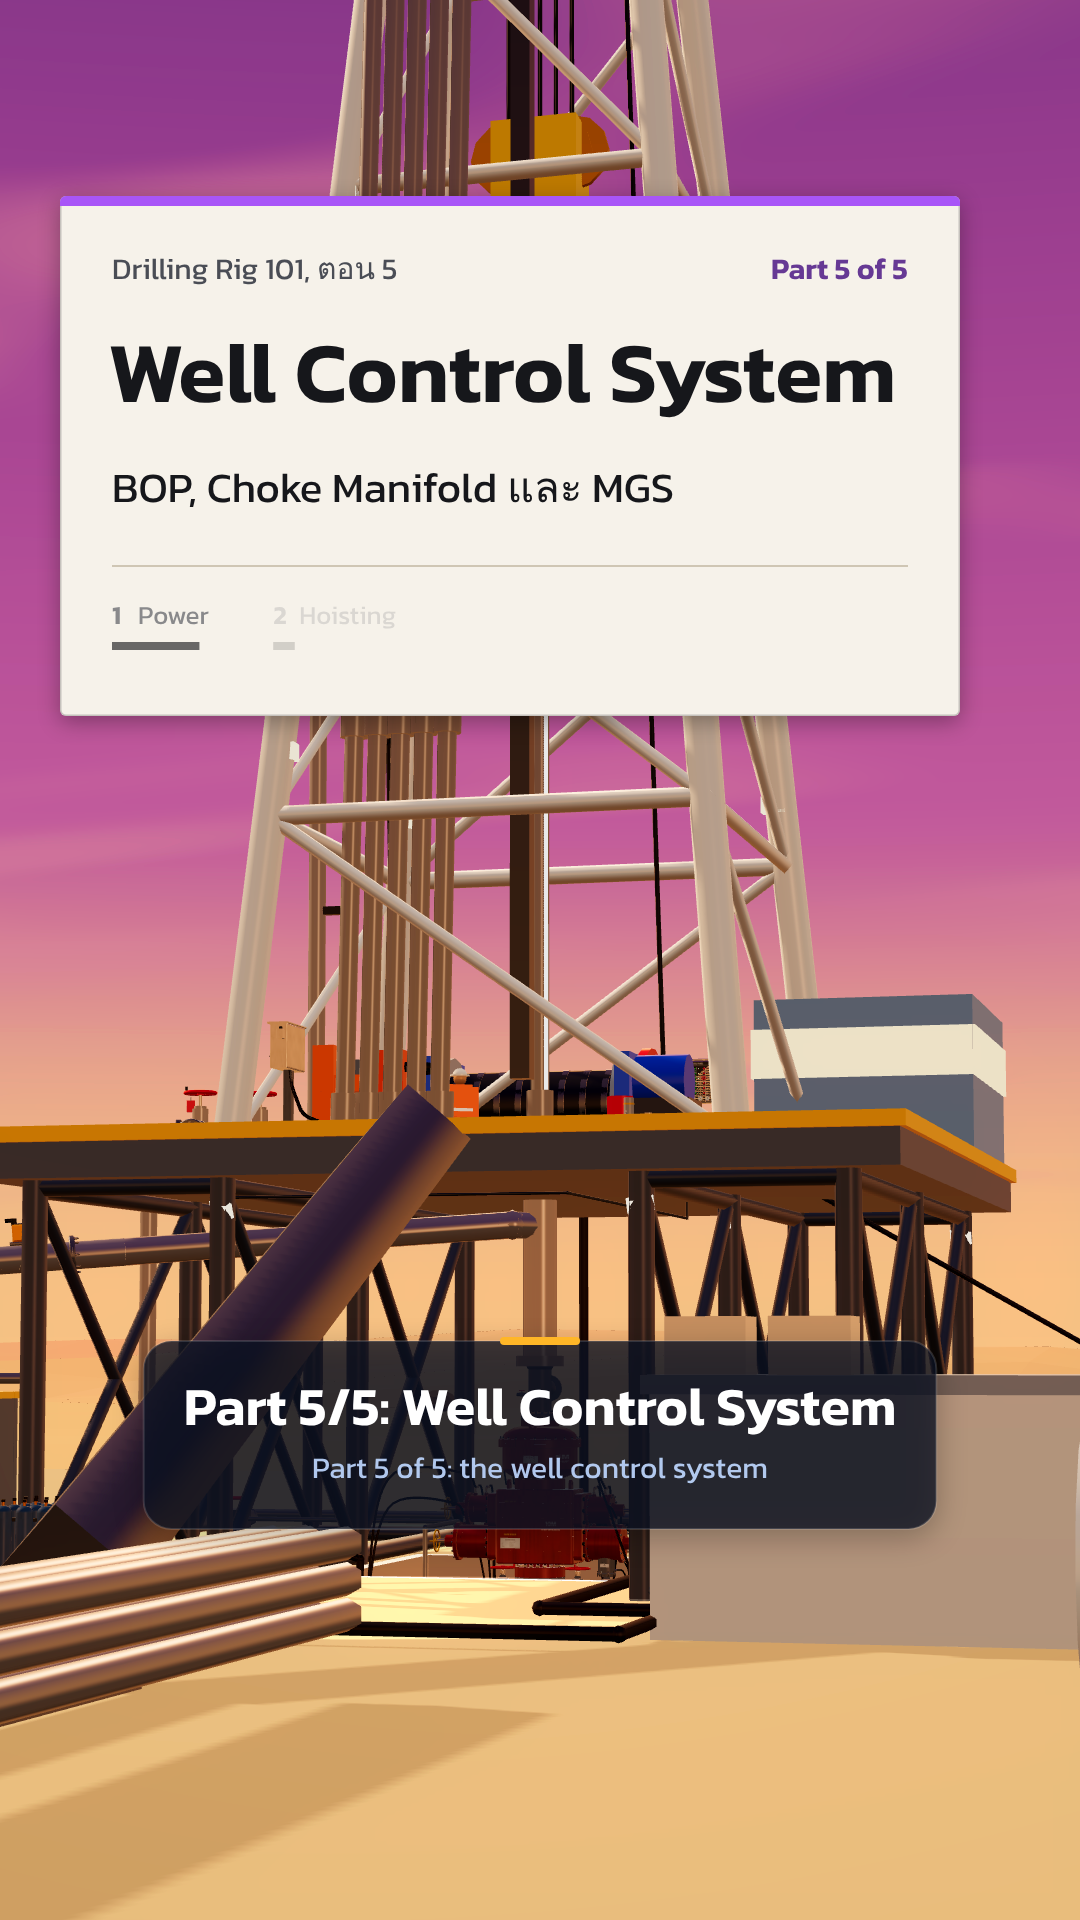 Drilling Rig 101, ตอน 5
Part 5 of 5
Well Control System
BOP, Choke Manifold และ MGS
1 Power
2 Hoisting
Part 5/5: Well Control System
Part 5 of 5: the well control system